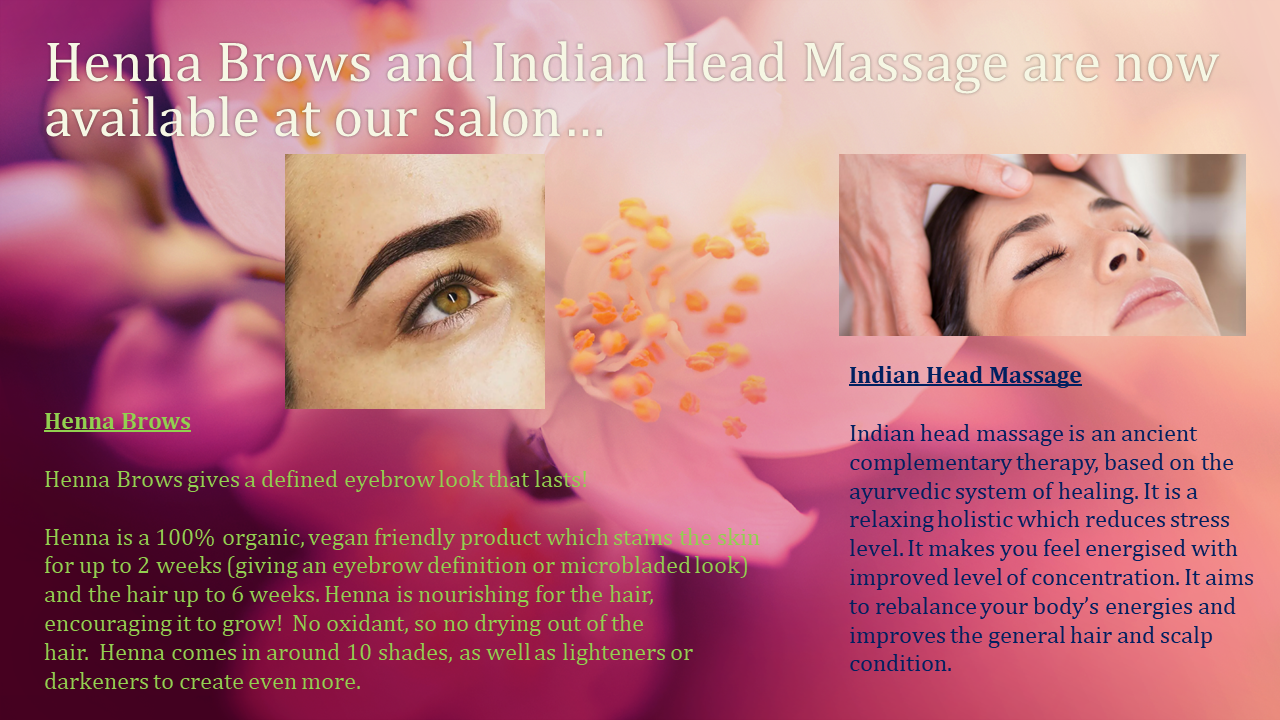 Henna Brows and Indian Head Massage are now
available at our salon…
Henna Brows
Henna Brows gives a defined eyebrow look that lasts!
Henna is a 100% organic, vegan friendly product which stains the skin
for up to 2 weeks (giving an eyebrow definition or microbladed look)
and the hair up to 6 weeks. Henna is nourishing for the hair,
encouraging it to grow!  No oxidant, so no drying out of the
hair.  Henna comes in around 10 shades, as well as lighteners or
darkeners to create even more.
Indian Head Massage
Indian head massage is an ancient
complementary therapy, based on the
ayurvedic system of healing. It is a
relaxing holistic which reduces stress
level. It makes you feel energised with
improved level of concentration. It aims
to rebalance your body’s energies and
improves the general hair and scalp
condition.